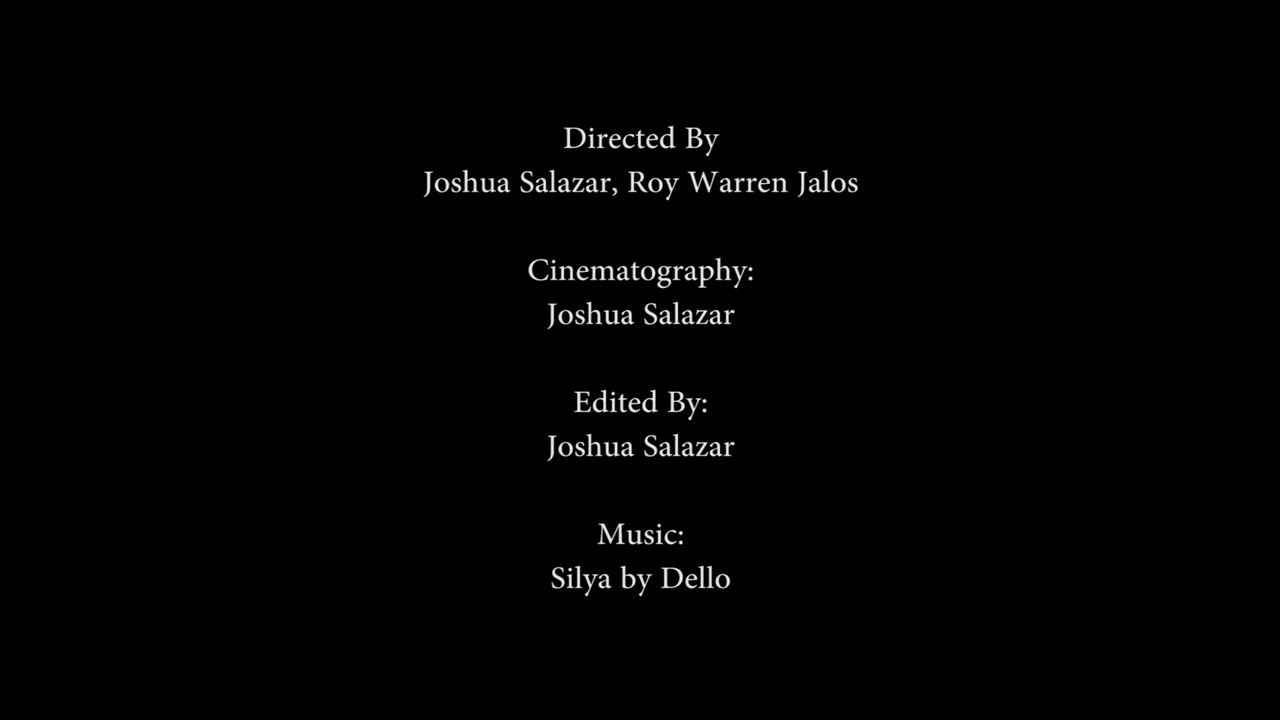 Directed By
Joshua Salazar, Roy Warren Jalos
Cinematography:
Joshua Salazar
Edited By:
Joshua Salazar
Music:
Silya by Dello